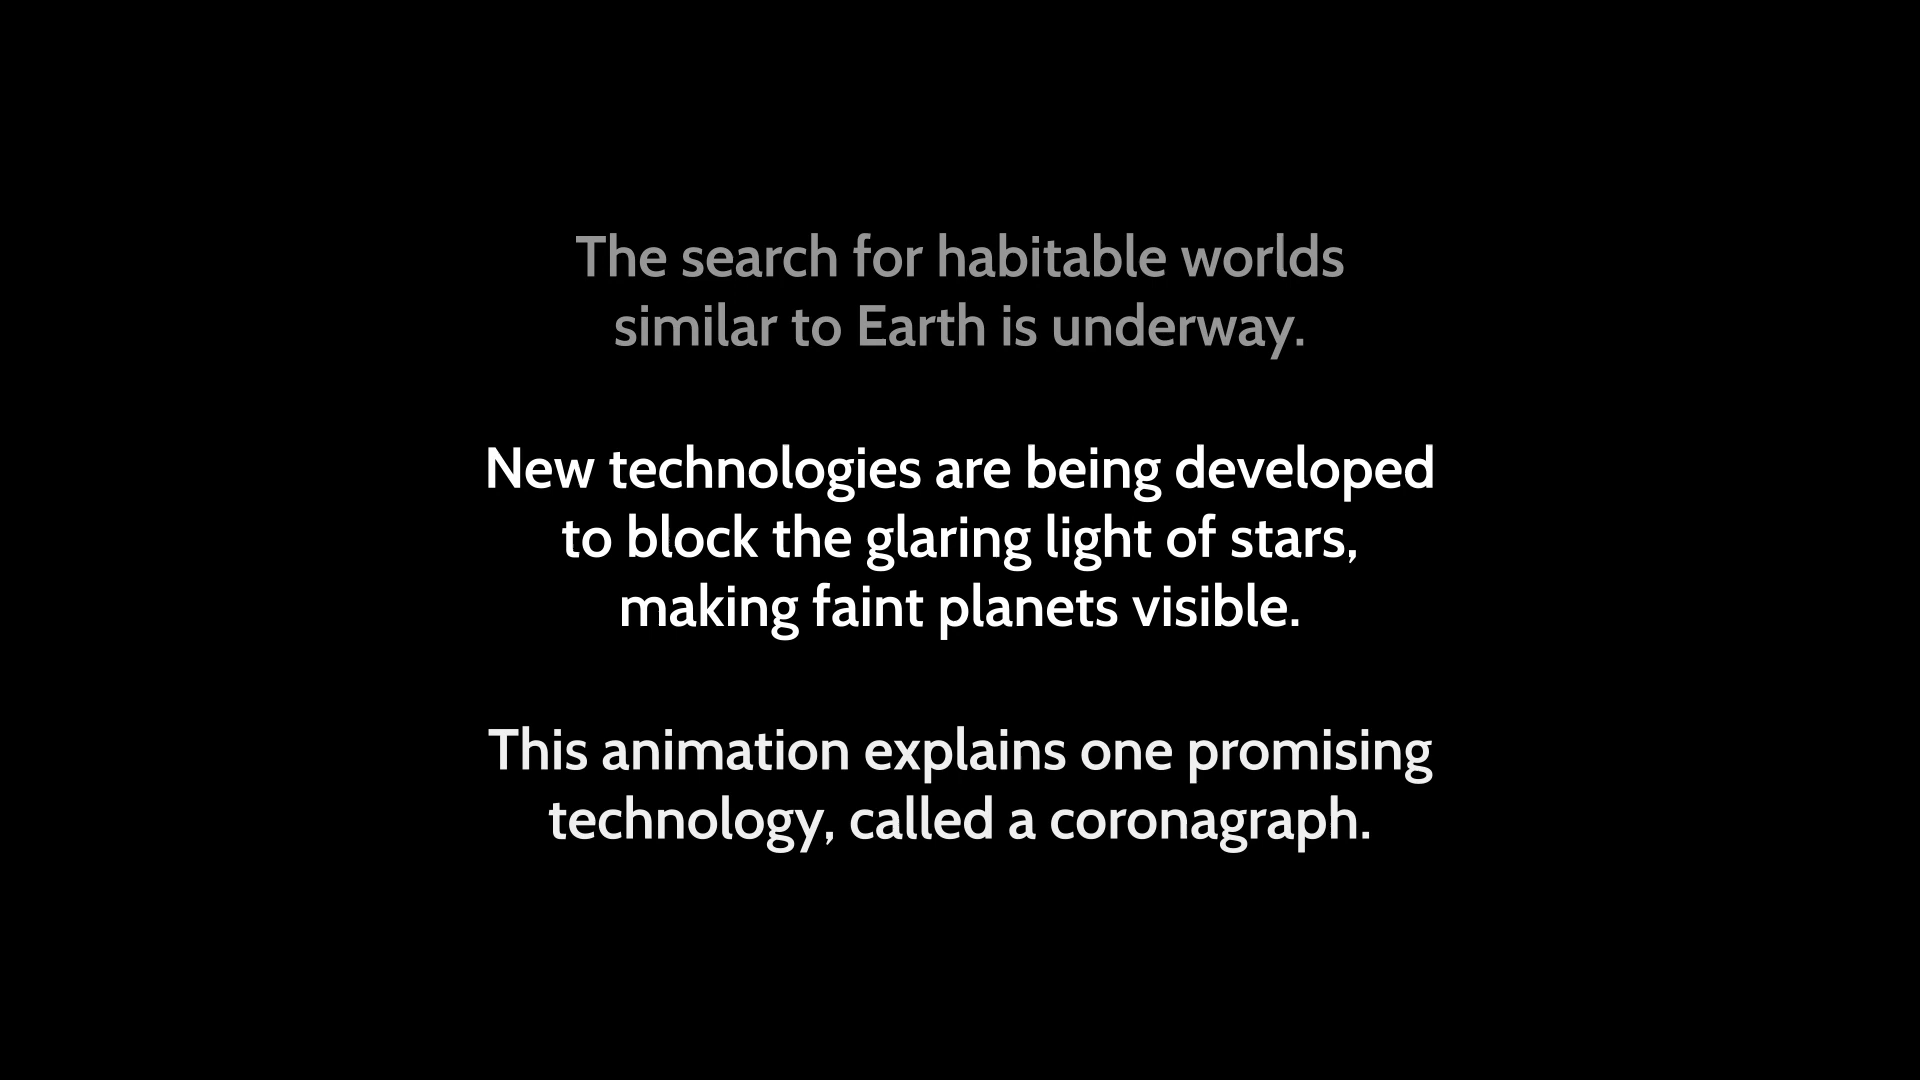 The search for habitable worlds
similar to Earth is underway.
New technologies are being developed
to block the glaring light of stars,
making faint planets visible.
This animation explains one promising
technology, called a coronagraph.